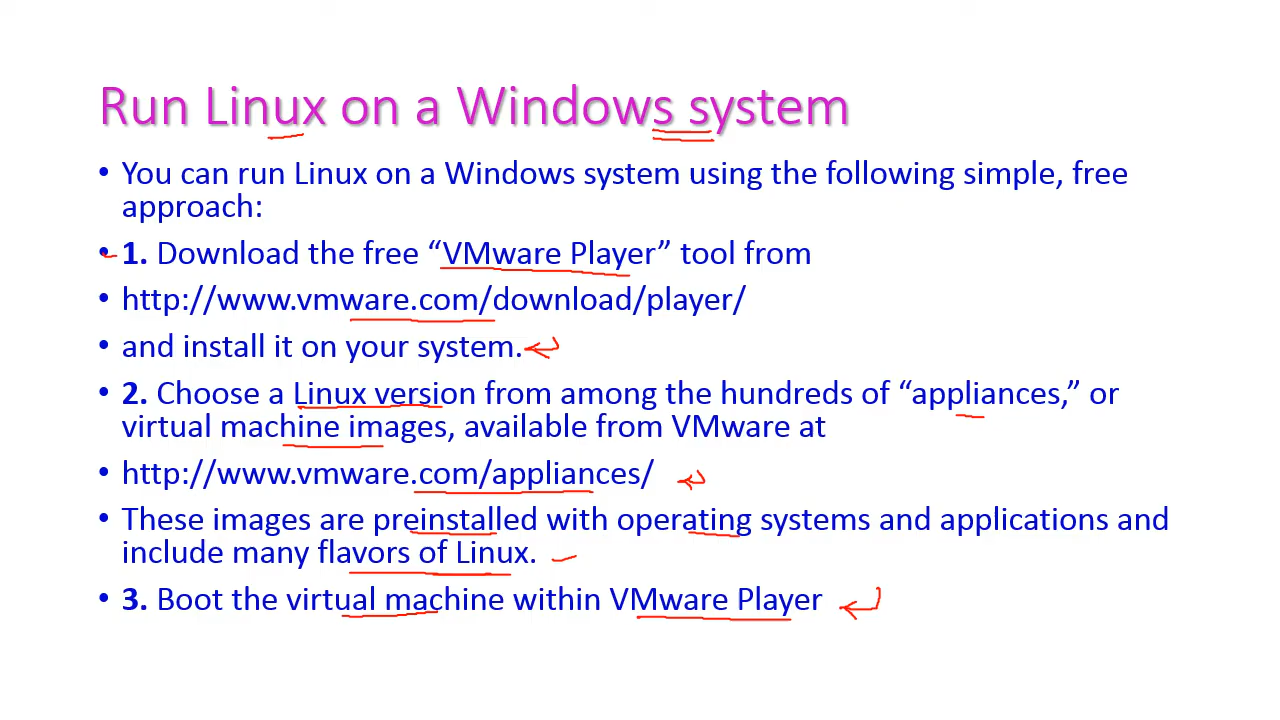 Run Linux on a Windows system
• You can run Linux on a Windows system using the following simple, free
approach:
• 1. Download the free “VMware Player” tool from
• http://www.vmware.com/download/player/
• and install it on your system.
• 2. Choose a Linux version from among the hundreds of “appliances,” or
virtual machine images, available from VMware at
• http://www.vmware.com/appliances/
• These images are preinstalled with operating systems and applications and
include many flavors of Linux.
• 3. Boot the virtual machine within VMware Player